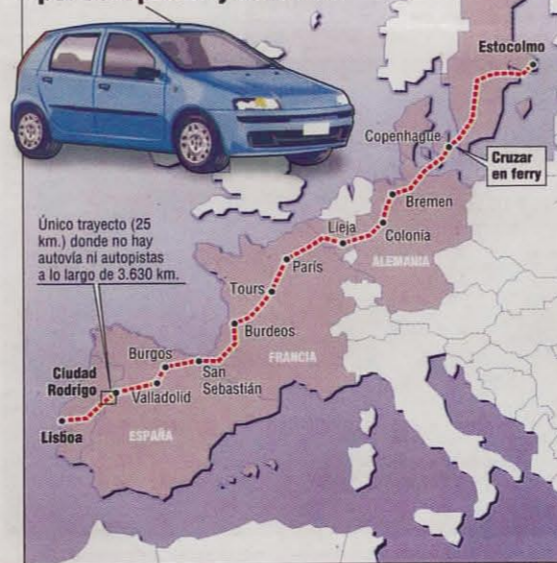 Estocolmo
Copenhague
Cruzar
en ferry
Bremen
Lieja
Colonia
ALEMANIA
Único trayecto (25
km.) donde no hay
autovía ni autopistas
a lo largo de 3.630 km.
París
Tours
Burdeos
FRANCIA
Burgos
San
Sebastián
Ciudad
Rodrigo
Valladolid
Lisboa
ESPAÑA